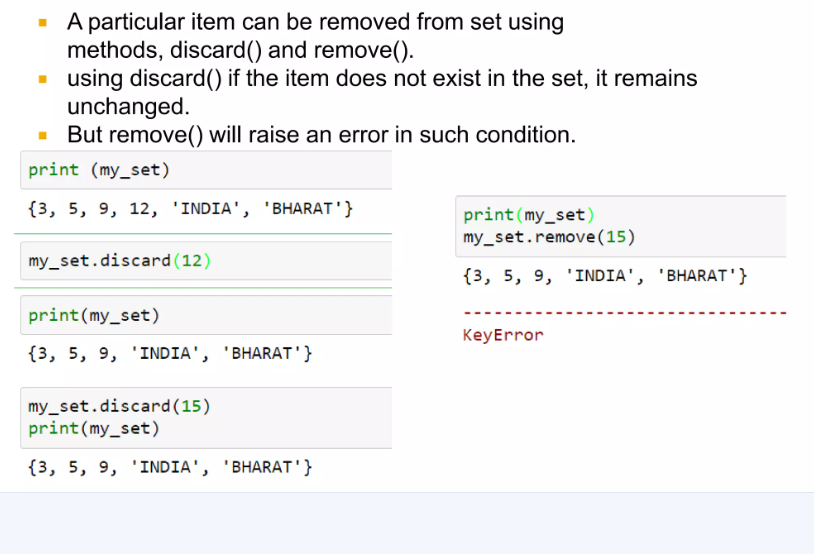 A particular item can be removed from set using
methods, discard() and remove().
using discard() if the item does not exist in the set, it remains
unchanged.
But remove() will raise an error in such condition.
print (my_set)
{3, 5, 9, 12, 'INDIA', 'BHARAT'}
my_set.discard(12)
print(my_set)
{3, 5, 9, 'INDIA', 'BHARAT'}
my_set.discard(15)
print(my_set)
{3, 5, 9, 'INDIA', 'BHARAT'}
print(my_set)
my_set.remove(15)
{3, 5, 9, 'INDIA', 'BHARAT'}
---------------------------------
KeyError